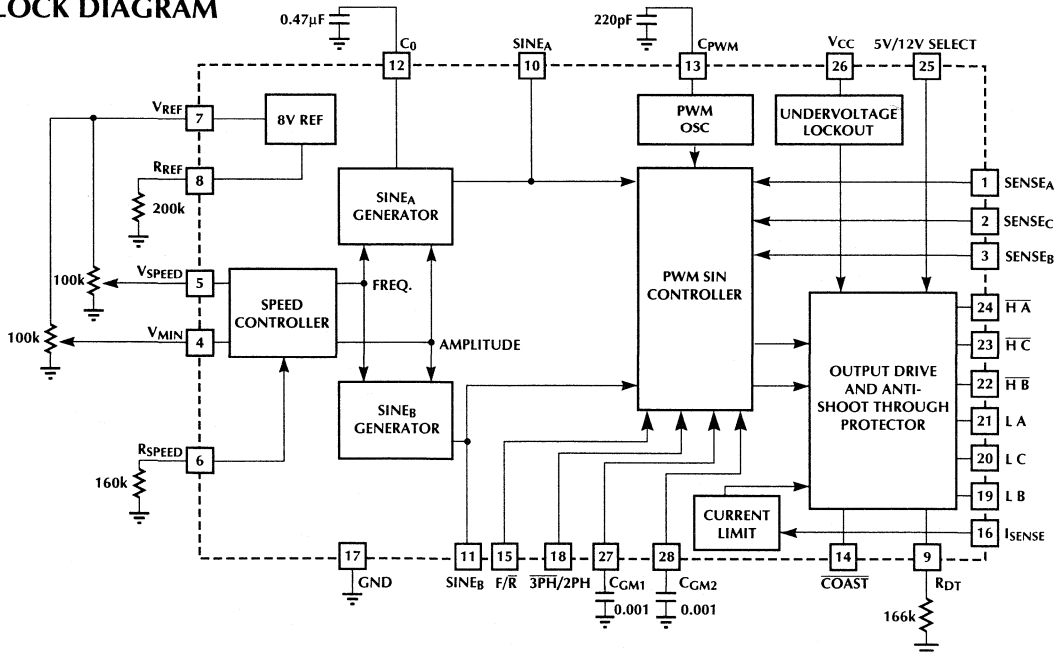 LOCK DIAGRAM
0.47µF
220pF
C0
SINEA
CPWM
VCC
5V/12V SELECT
12
10
13
26
25
VREF
7
8V REF
PWM
OSC
UNDERVOLTAGE
LOCKOUT
RREF
8
200k
SINEA
GENERATOR
1
SENSEA
2
SENSEC
3
SENSEB
100k
VSPEED
5
FREQ.
SPEED
CONTROLLER
PWM SIN
CONTROLLER
100k
VMIN
4
AMPLITUDE
24
H A
23
H C
22
H B
21
L A
20
L C
19
L B
16
ISENSE
OUTPUT DRIVE
AND ANTI-
SHOOT THROUGH
PROTECTOR
SINEB
GENERATOR
RSPEED
6
160k
CURRENT
LIMIT
17
11
15
18
27
28
14
9
GND
SINEB
F/R
3PH/2PH
CGM1
CGM2
COAST
RDT
0.001
0.001
166k